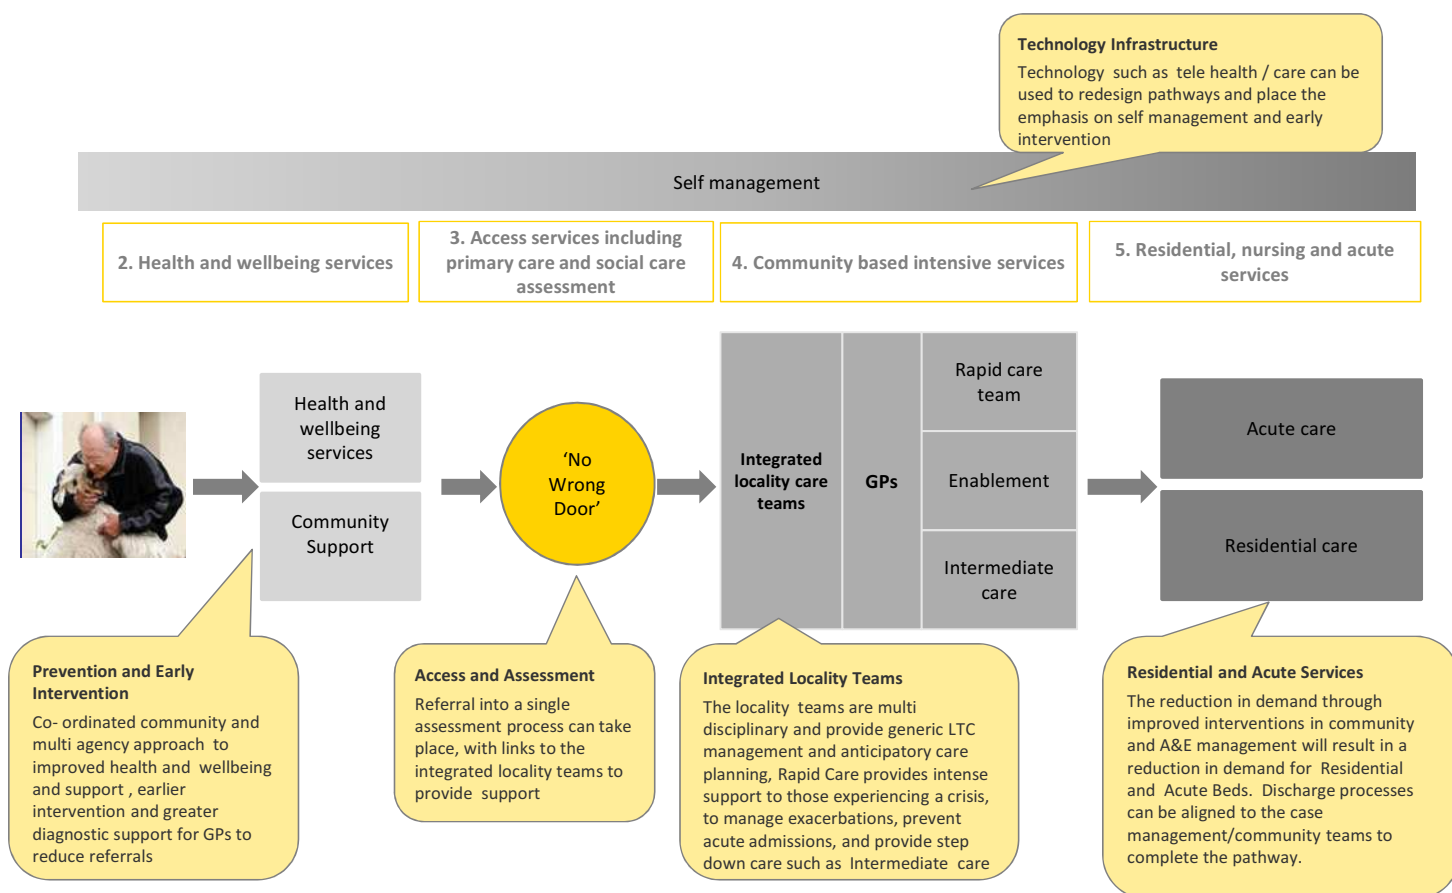 Technology Infrastructure
Technology such as tele health / care can be
used to redesign pathways and place the
emphasis on self management and early
intervention
Self management
2. Health and wellbeing services
3. Access services including
primary care and social care
assessment
4. Community based intensive services
5. Residential, nursing and acute
services
Health and
wellbeing
services
Community
Support
‘No
Wrong
Door’
Integrated
locality care
teams
GPs
Rapid care
team
Enablement
Intermediate
care
Acute care
Residential care
Prevention and Early
Intervention
Co- ordinated community and
multi agency approach to
improved health and wellbeing
and support , earlier
intervention and greater
diagnostic support for GPs to
reduce referrals
Access and Assessment
Referral into a single
assessment process can take
place, with links to the
integrated locality teams to
provide support
Integrated Locality Teams
The locality teams are multi
disciplinary and provide generic LTC
management and anticipatory care
planning, Rapid Care provides intense
support to those experiencing a crisis,
to manage exacerbations, prevent
acute admissions, and provide step
down care such as Intermediate care
Residential and Acute Services
The reduction in demand through
improved interventions in community
and A&E management will result in a
reduction in demand for Residential
and Acute Beds. Discharge processes
can be aligned to the case
management/community teams to
complete the pathway.